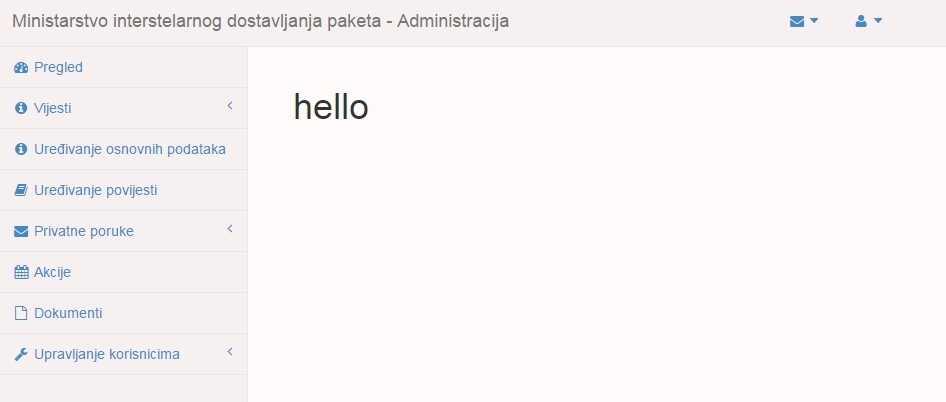 Ministarstvo interstelarnog dostavljanja paketa - Administracija
Pregled
Vijesti
Uređivanje osnovnih podataka
Uređivanje povijesti
Privatne poruke
Akcije
Dokumenti
Upravljanje korisnicima
hello